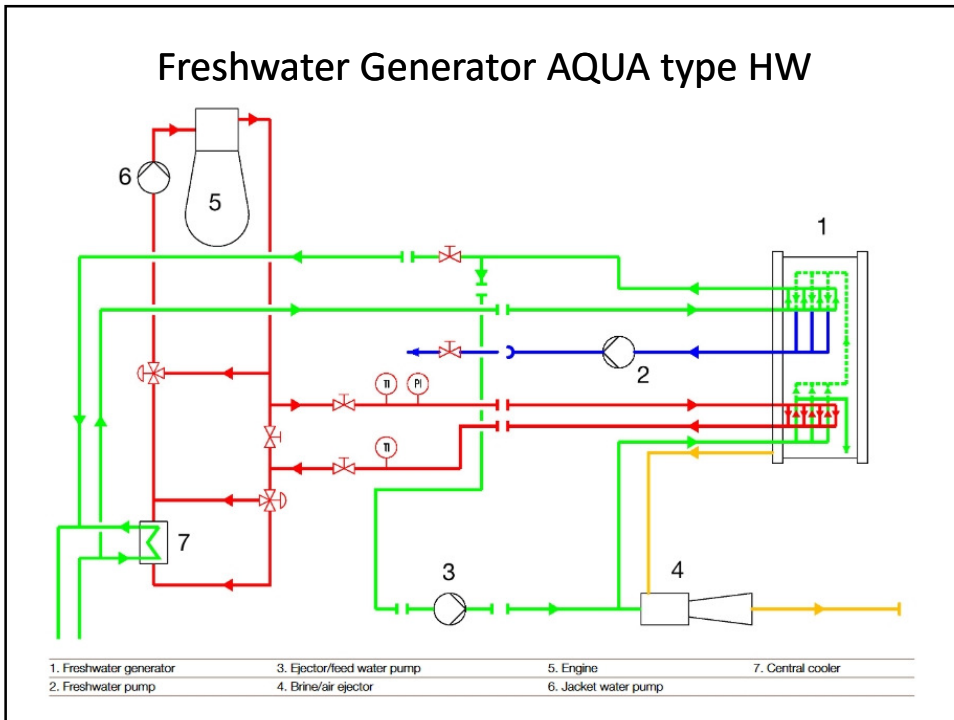 Freshwater Generator AQUA type HW
6
5
1
2
TI
PI
TI
7
3
4
1. Freshwater generator 3. Ejector/feed water pump 5. Engine 7. Central cooler
2. Freshwater pump 4. Brine/air ejector 6. Jacket water pump